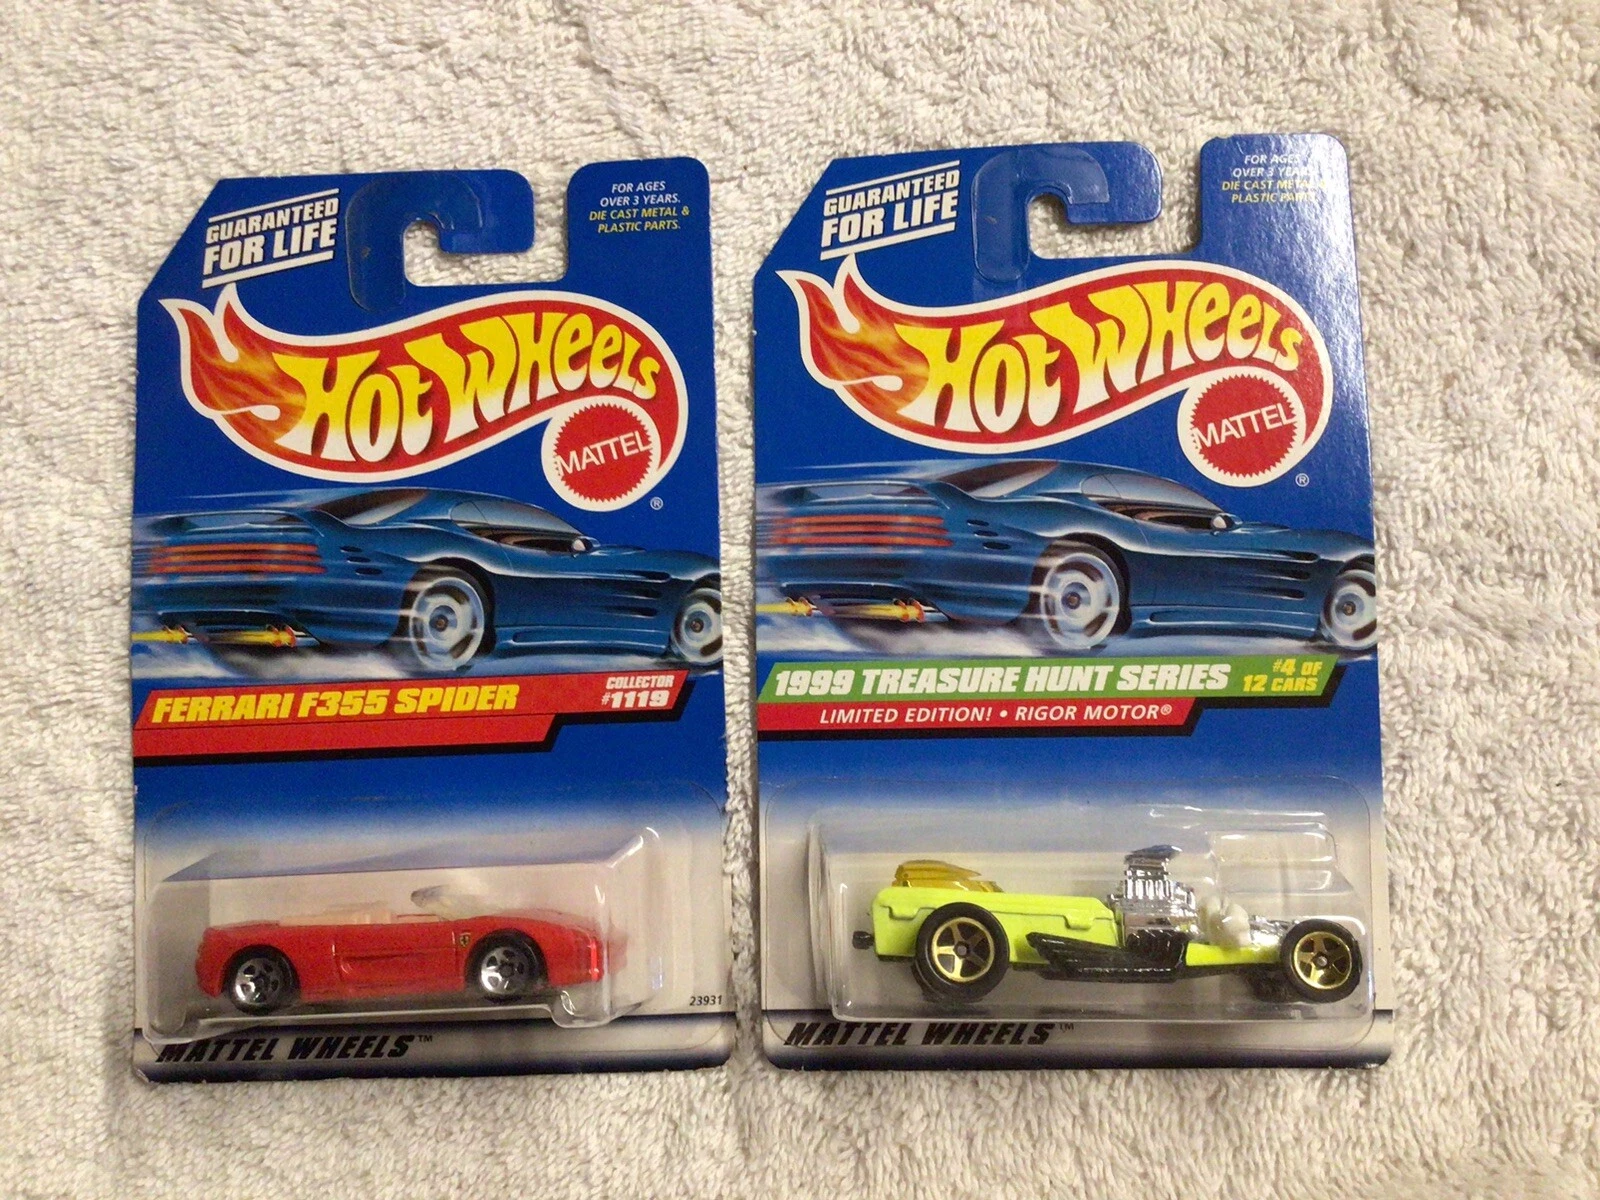 GUARANTEED
FOR LIFE
FOR AGES
OVER 3 YEARS.
DIE CAST METAL &
PLASTIC PARTS.
HOT WHEELS
MATTEL
®
FERRARI F355 SPIDER
COLLECTOR
#1119
23931
MATTEL WHEELS™
GUARANTEED
FOR LIFE
FOR AGES
OVER 3 YEARS.
DIE CAST METAL &
PLASTIC PARTS.
HOT WHEELS
MATTEL
®
1999 TREASURE HUNT SERIES
#4 OF
12 CARS
LIMITED EDITION! • RIGOR MOTOR®
MATTEL WHEELS™